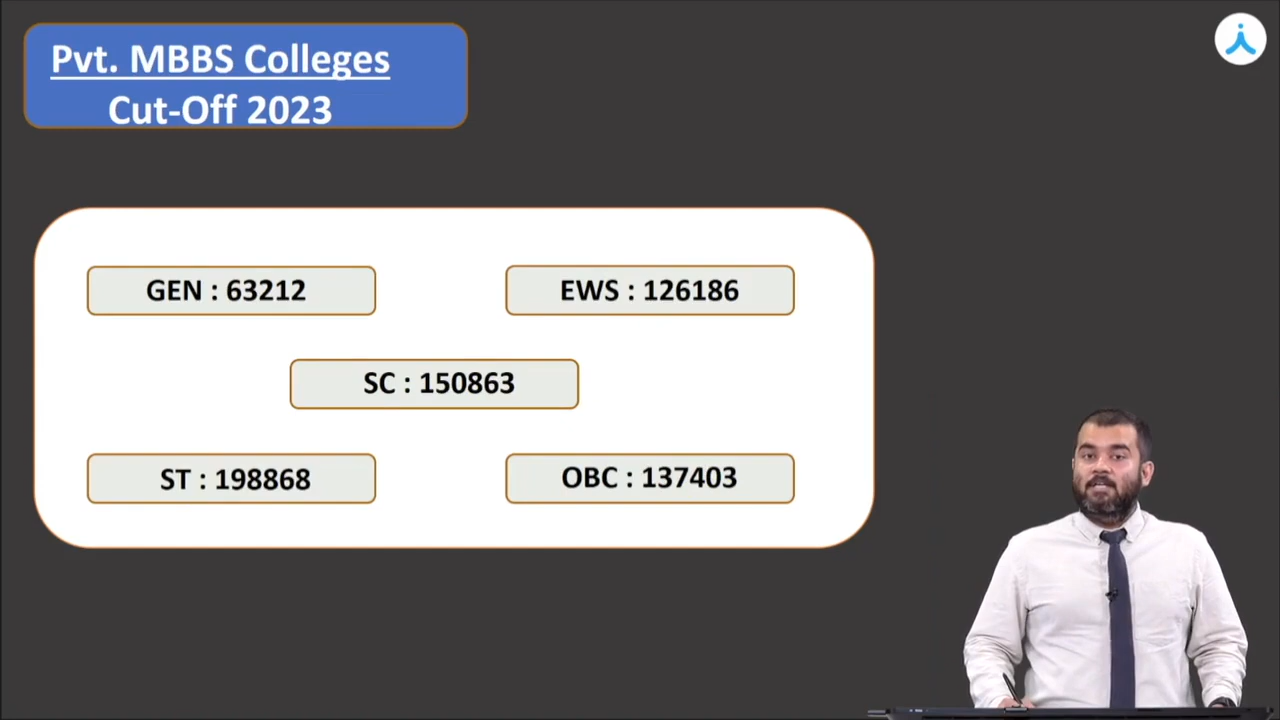 Pvt. MBBS Colleges
Cut-Off 2023
GEN : 63212
EWS : 126186
SC : 150863
ST : 198868
OBC : 137403